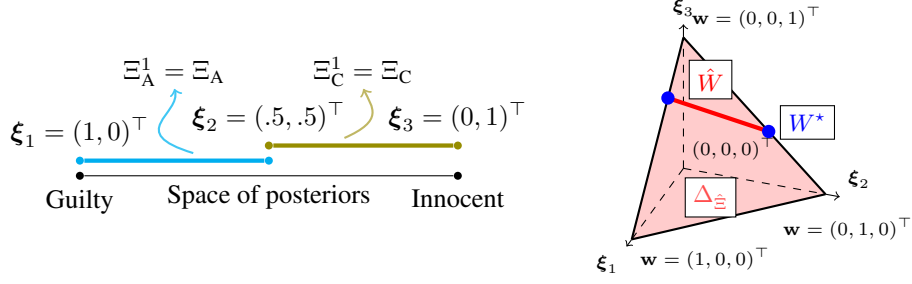 Ξ_A^1 = Ξ_A
Ξ_C^1 = Ξ_C
ξ_1 = (1, 0)^⊤
ξ_2 = (.5, .5)^⊤
ξ_3 = (0, 1)^⊤
Guilty
Space of posteriors
Innocent
ξ_3
w = (0, 0, 1)^⊤
Ŵ
W^⋆
(0, 0, 0)^⊤
Δ_Ξ̂
ξ_2
w = (0, 1, 0)^⊤
ξ_1
w = (1, 0, 0)^⊤